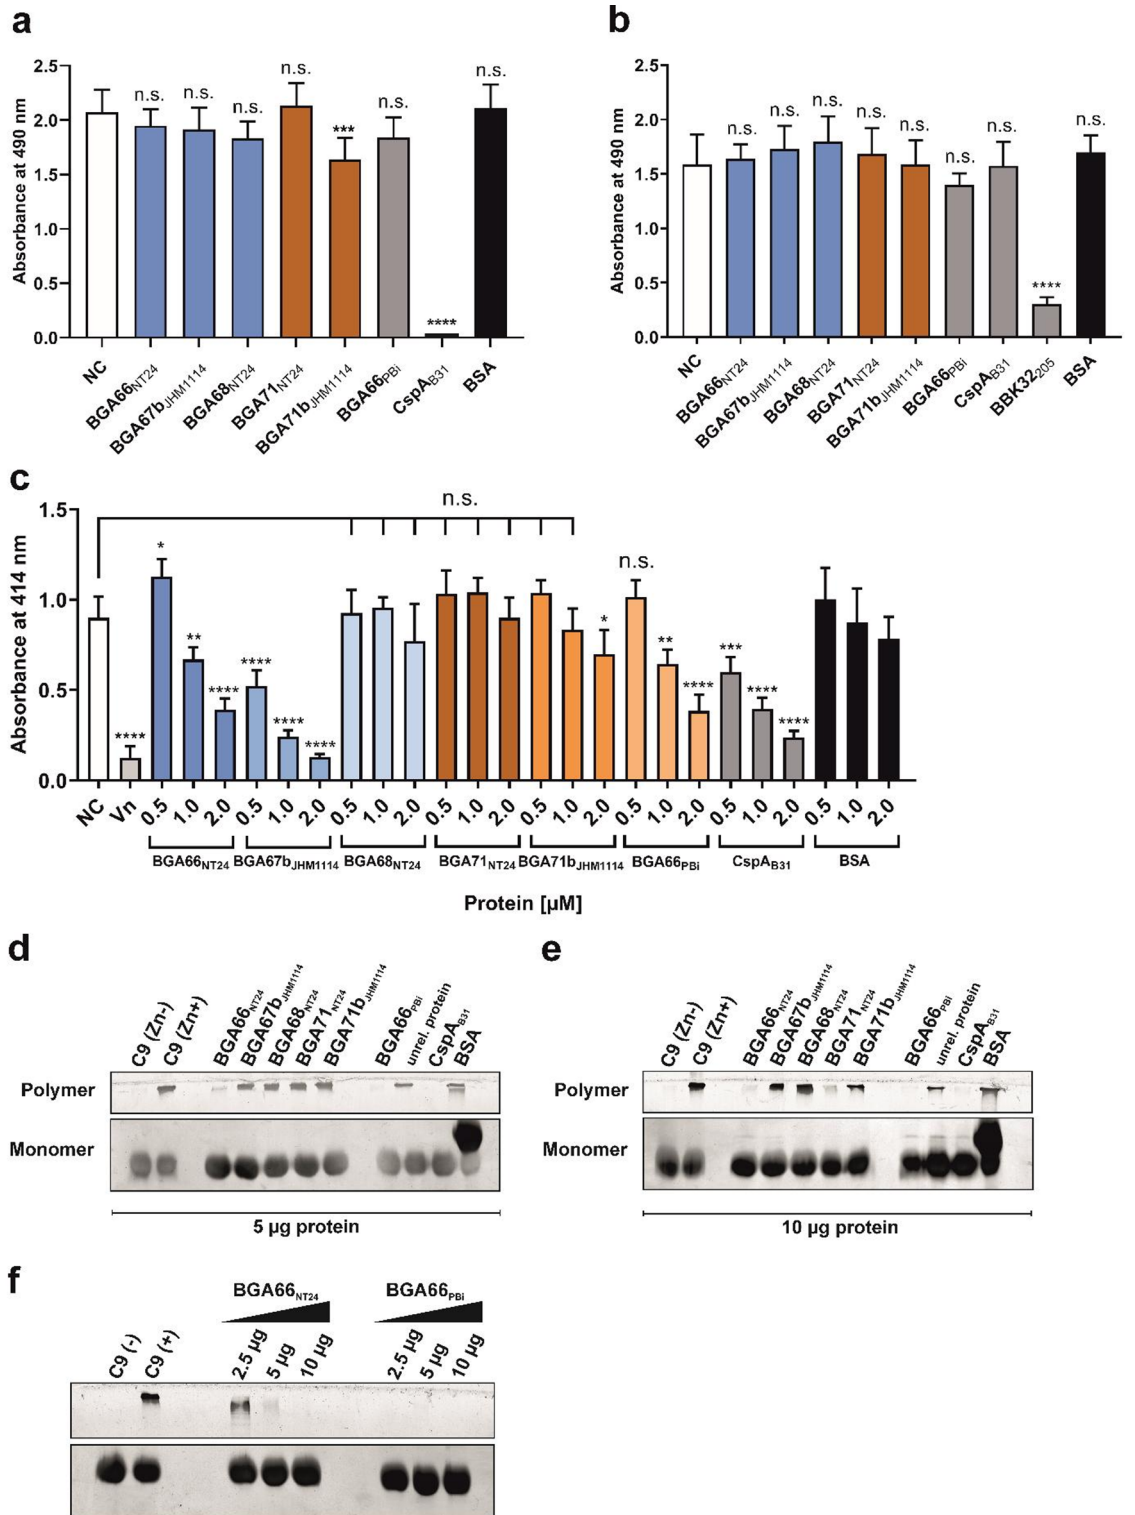 a
Absorbance at 490 nm
2.5
2.0
1.5
1.0
0.5
0.0
n.s.
n.s.
n.s.
n.s.
***
n.s.
****
n.s.
NC
BGA66NT24
BGA67bJHM1114
BGA68NT24
BGA71NT24
BGA71bJHM1114
BGA66PBi
CspAB31
BSA
b
Absorbance at 490 nm
2.5
2.0
1.5
1.0
0.5
0.0
n.s.
n.s.
n.s.
n.s.
n.s.
n.s.
n.s.
****
n.s.
NC
BGA66NT24
BGA67bJHM1114
BGA68NT24
BGA71NT24
BGA71bJHM1114
BGA66PBi
CspAB31
BBK32205
BSA
c
Absorbance at 414 nm
1.5
1.0
0.5
0.0
n.s.
****
*
**
****
****
****
****
*
n.s.
**
****
***
****
****
NC Vn 0.5 1.0 2.0 0.5 1.0 2.0 0.5 1.0 2.0 0.5 1.0 2.0 0.5 1.0 2.0 0.5 1.0 2.0 0.5 1.0 2.0 0.5 1.0 2.0
BGA66NT24 BGA67bJHM1114 BGA68NT24 BGA71NT24 BGA71bJHM1114 BGA66PBi CspAB31 BSA
Protein [µM]
d
C9 (Zn-)
C9 (Zn+)
BGA66NT24
BGA67bJHM1114
BGA68NT24
BGA71NT24
BGA71bJHM1114
BGA66PBi
unrel. protein
CspAB31
BSA
Polymer
Monomer
5 µg protein
e
C9 (Zn-)
C9 (Zn+)
BGA66NT24
BGA67bJHM1114
BGA68NT24
BGA71NT24
BGA71bJHM1114
BGA66PBi
unrel. protein
CspAB31
BSA
Polymer
Monomer
10 µg protein
f
BGA66NT24
BGA66PBi
C9 (-)
C9 (+)
2.5 µg
5 µg
10 µg
2.5 µg
5 µg
10 µg